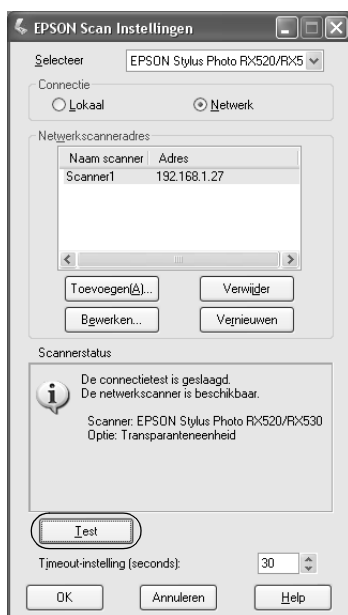 EPSON Scan Instellingen
Selecteer EPSON Stylus Photo RX520/RX5
Connectie
Lokaal Netwerk
Netwerkscanneradres
Naam scanner Adres
Scanner1 192.168.1.27
Toevoegen(A)... Verwijder
Bewerken... Vernieuwen
Scannerstatus
De connectietest is geslaagd.
De netwerkscanner is beschikbaar.
Scanner: EPSON Stylus Photo RX520/RX530
Optie: Transparanteneenheid
Test
Timeout-instelling (seconds): 30
OK Annuleren Help